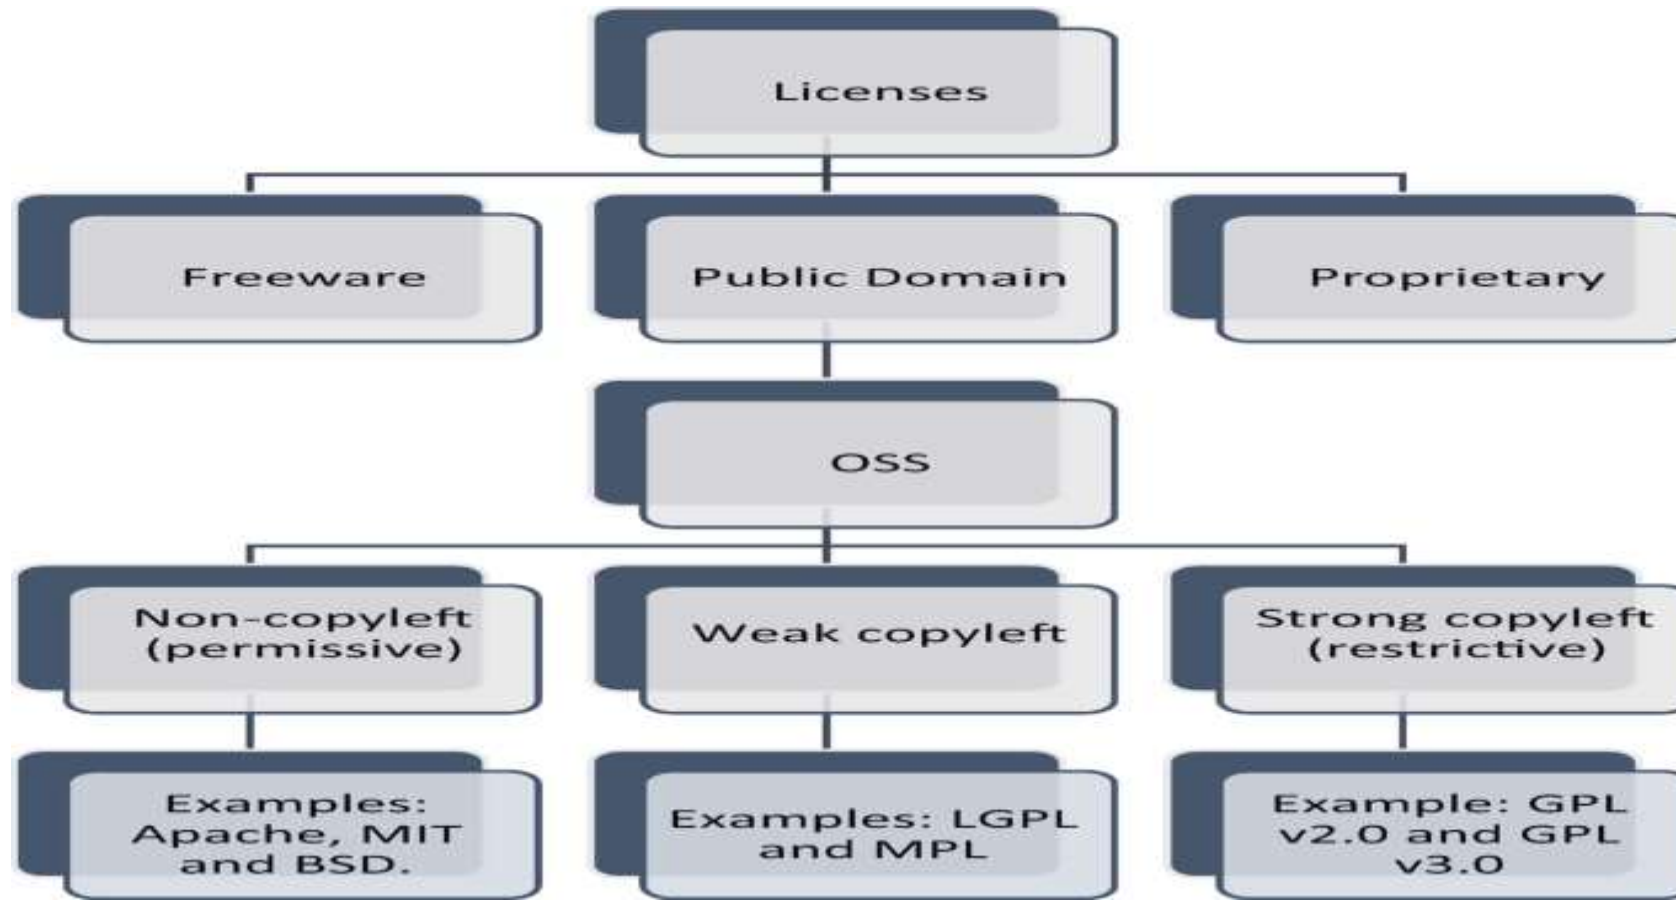 Licenses
Freeware
Public Domain
Proprietary
OSS
Non-copyleft
(permissive)
Weak copyleft
Strong copyleft
(restrictive)
Examples:
Apache, MIT
and BSD.
Examples: LGPL
and MPL
Example: GPL
v2.0 and GPL
v3.0